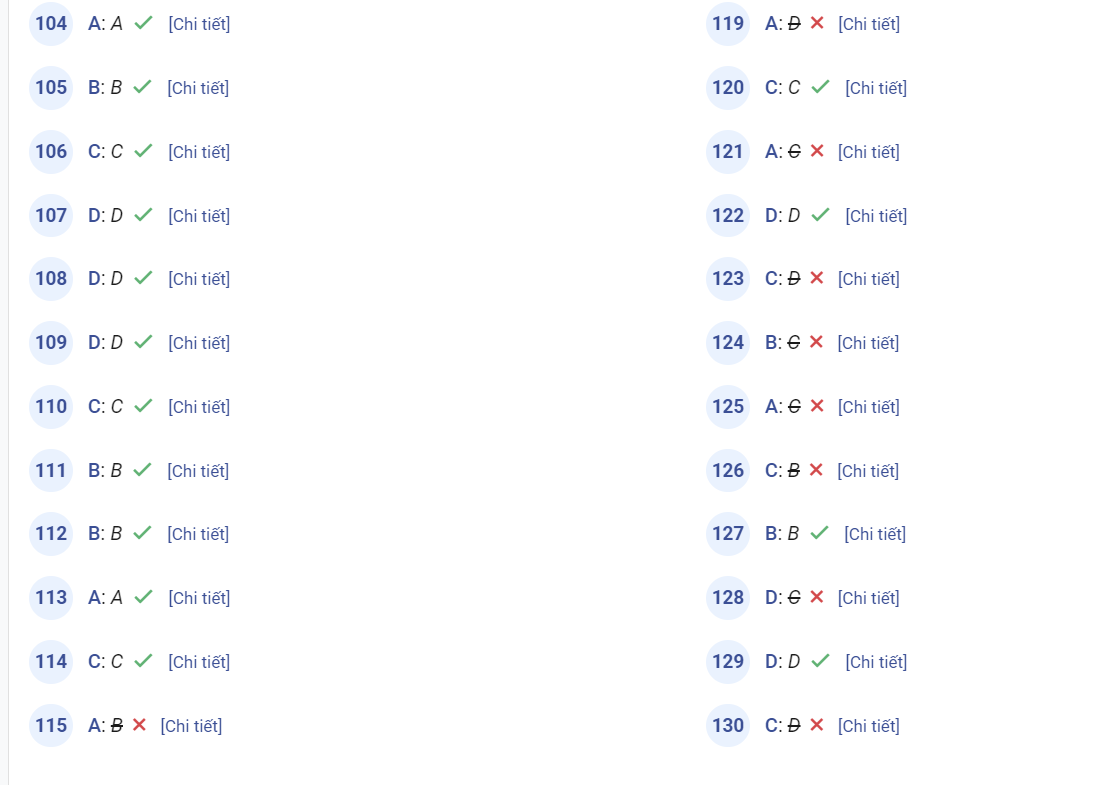 104 A: A [Chi tiết]
105 B: B [Chi tiết]
106 C: C [Chi tiết]
107 D: D [Chi tiết]
108 D: D [Chi tiết]
109 D: D [Chi tiết]
110 C: C [Chi tiết]
111 B: B [Chi tiết]
112 B: B [Chi tiết]
113 A: A [Chi tiết]
114 C: C [Chi tiết]
115 A: B [Chi tiết]
119 A: D [Chi tiết]
120 C: C [Chi tiết]
121 A: C [Chi tiết]
122 D: D [Chi tiết]
123 C: D [Chi tiết]
124 B: C [Chi tiết]
125 A: C [Chi tiết]
126 C: B [Chi tiết]
127 B: B [Chi tiết]
128 D: C [Chi tiết]
129 D: D [Chi tiết]
130 C: D [Chi tiết]